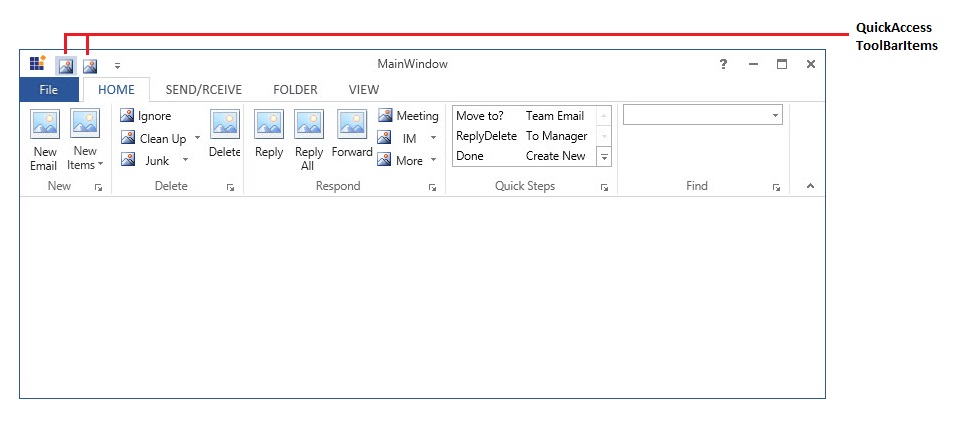 QuickAccess
ToolBarItems
MainWindow
?
File HOME SEND/RCEIVE FOLDER VIEW
Ignore Meeting Move to? Team Email
Clean Up IM ReplyDelete To Manager
New New Delete Reply Reply Forward
Email Items All
Junk More Done Create New
New Delete Respond Quick Steps Find